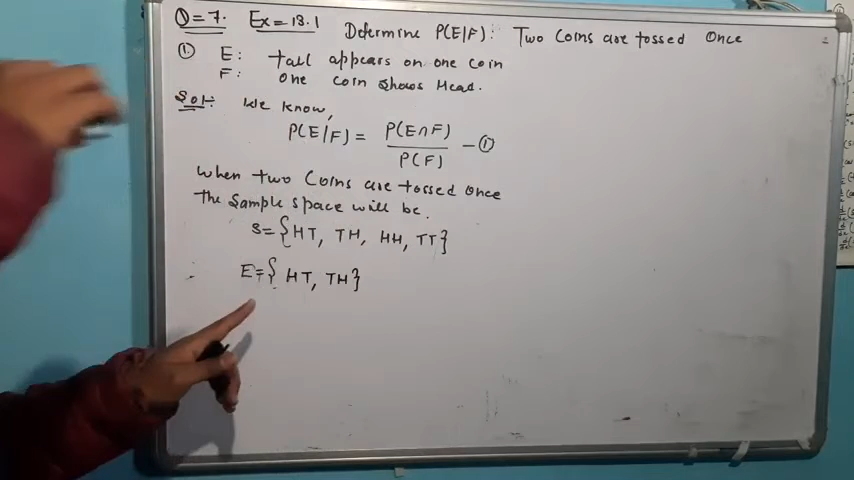 Q=7. Ex=13.1 Determine P(E|F): Two Coins are tossed Once
① E: tail appears on one coin
F: One coin shows Head.
Sol: We know,
P(E|F) = P(E∩F) / P(F) - ①
When two Coins are tossed once
the sample space will be.
S={HT, TH, HH, TT}
E={ HT, TH}